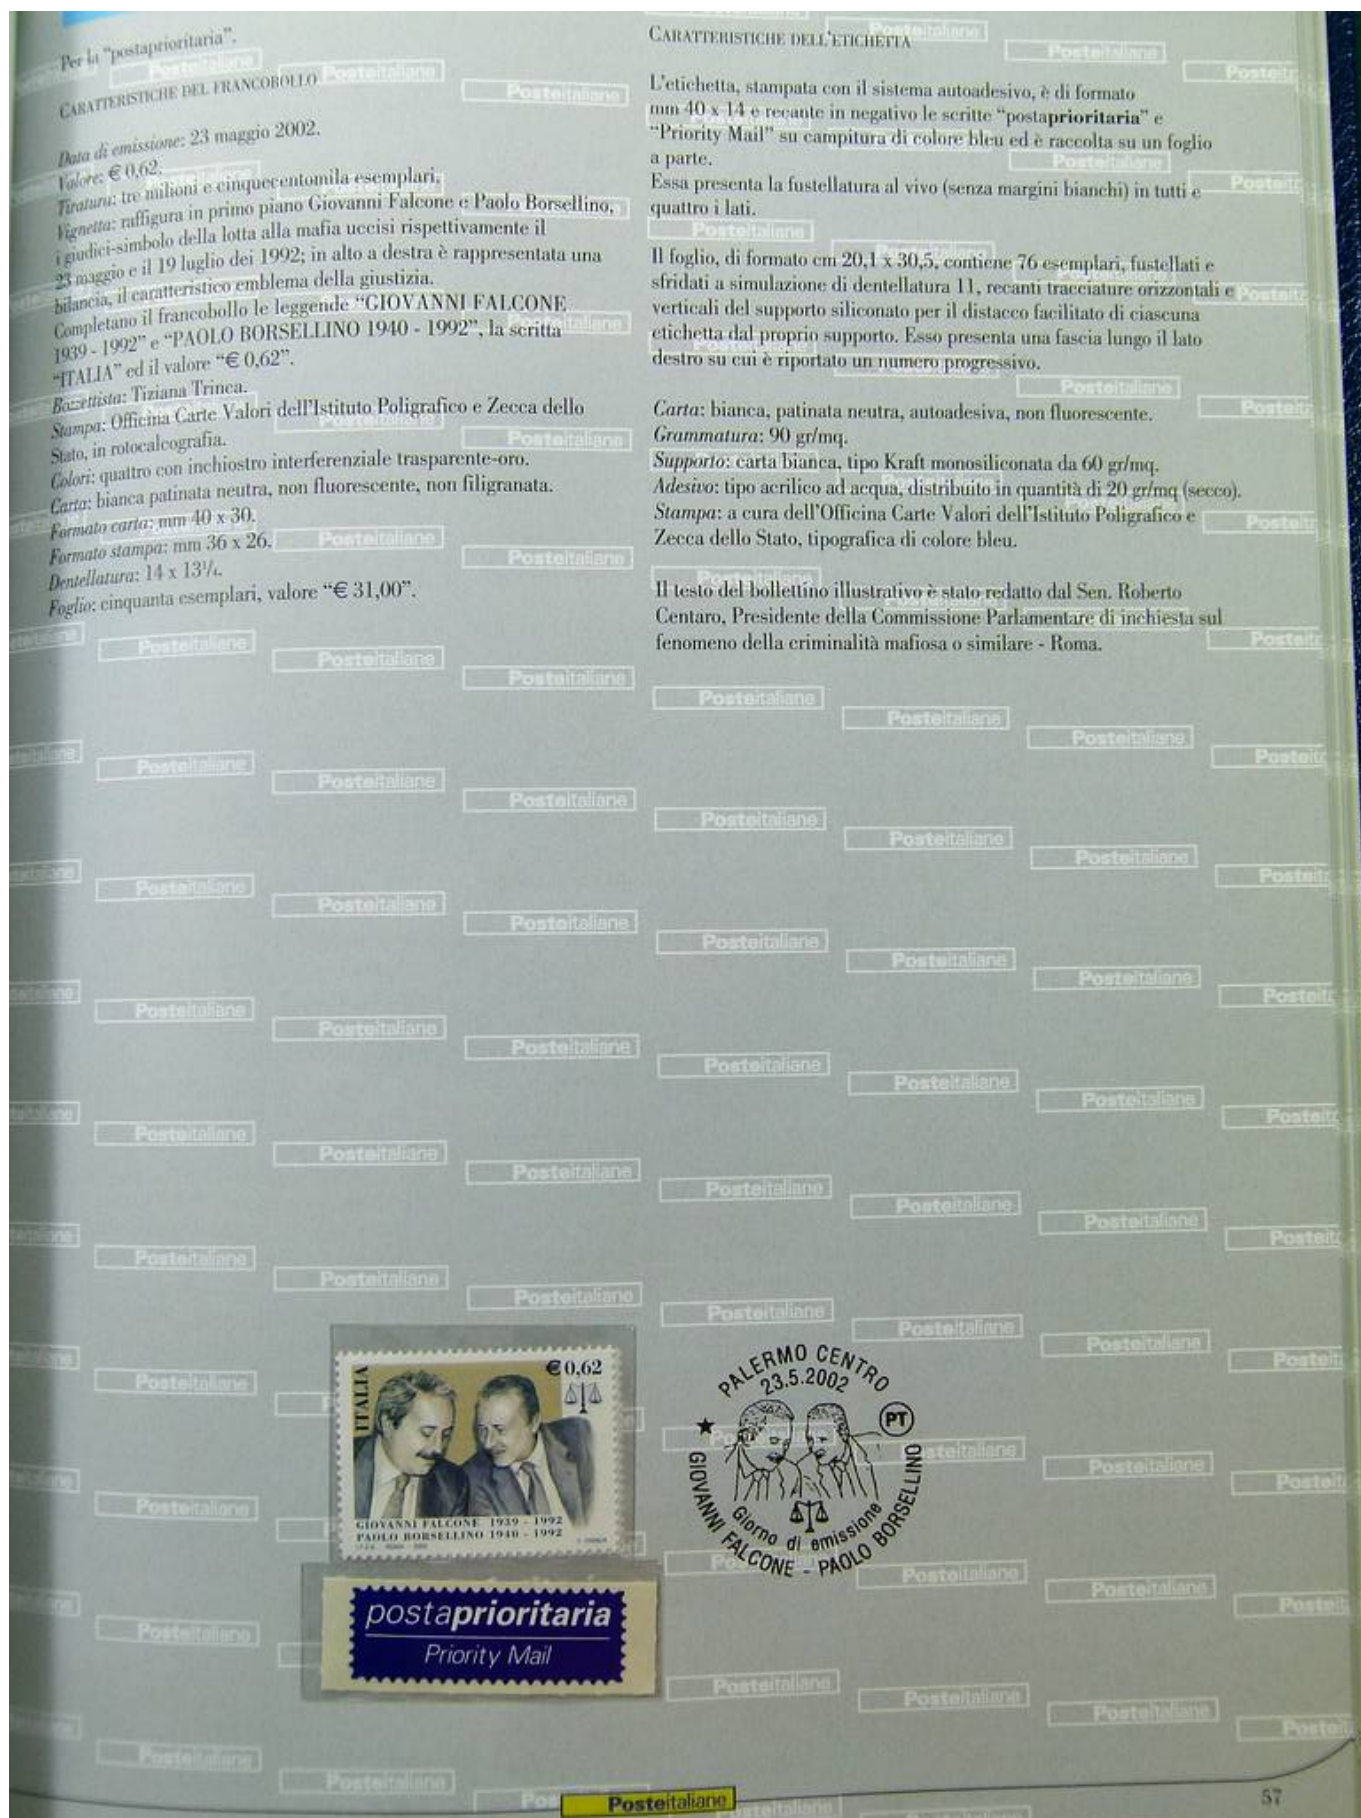 Per la "postaprioritaria".
CARATTERISTICHE DEL FRANCOBOLLO
Data di emissione: 23 maggio 2002.
Valore: € 0,62.
Tiratura: tre milioni e cinquecentomila esemplari.
Vignetta: raffigura in primo piano Giovanni Falcone e Paolo Borsellino,
i giudici-simbolo della lotta alla mafia uccisi rispettivamente il
23 maggio e il 19 luglio dei 1992; in alto a destra è rappresentata una
bilancia, il caratteristico emblema della giustizia.
Completano il francobollo le leggende "GIOVANNI FALCONE
1939 - 1992" e "PAOLO BORSELLINO 1940 - 1992", la scritta
"ITALIA" ed il valore "€ 0,62".
Bozzettista: Tiziana Trinca.
Stampa: Officina Carte Valori dell'Istituto Poligrafico e Zecca dello
Stato, in rotocalcografia.
Colori: quattro con inchiostro interferenziale trasparente-oro.
Carta: bianca patinata neutra, non fluorescente, non filigranata.
Formato carta: mm 40 x 30.
Formato stampa: mm 36 x 26.
Dentellatura: 14 x 13¼.
Foglio: cinquanta esemplari, valore "€ 31,00".
CARATTERISTICHE DELL'ETICHETTA
L'etichetta, stampata con il sistema autoadesivo, è di formato
mm 40 x 14 e recante in negativo le scritte "postaprioritaria" e
"Priority Mail" su campitura di colore bleu ed è raccolta su un foglio
a parte.
Essa presenta la fustellatura al vivo (senza margini bianchi) in tutti e
quattro i lati.
Il foglio, di formato cm 20,1 x 30,5, contiene 76 esemplari, fustellati e
sfridati a simulazione di dentellatura 11, recanti tracciature orizzontali e
verticali del supporto siliconato per il distacco facilitato di ciascuna
etichetta dal proprio supporto. Esso presenta una fascia lungo il lato
destro su cui è riportato un numero progressivo.
Carta: bianca, patinata neutra, autoadesiva, non fluorescente.
Grammatura: 90 gr/mq.
Supporto: carta bianca, tipo Kraft monosiliconata da 60 gr/mq.
Adesivo: tipo acrilico ad acqua, distribuito in quantità di 20 gr/mq (secco).
Stampa: a cura dell'Officina Carte Valori dell'Istituto Poligrafico e
Zecca dello Stato, tipografica di colore bleu.
Il testo del bollettino illustrativo è stato redatto dal Sen. Roberto
Centaro, Presidente della Commissione Parlamentare di inchiesta sul
fenomeno della criminalità mafiosa o similare - Roma.
ITALIA
€ 0,62
GIOVANNI FALCONE 1939 - 1992
PAOLO BORSELLINO 1940 - 1992
postaprioritaria
Priority Mail
PALERMO CENTRO
23.5.2002
PT
Giorno di emissione
GIOVANNI FALCONE - PAOLO BORSELLINO
Posteitaliane
57